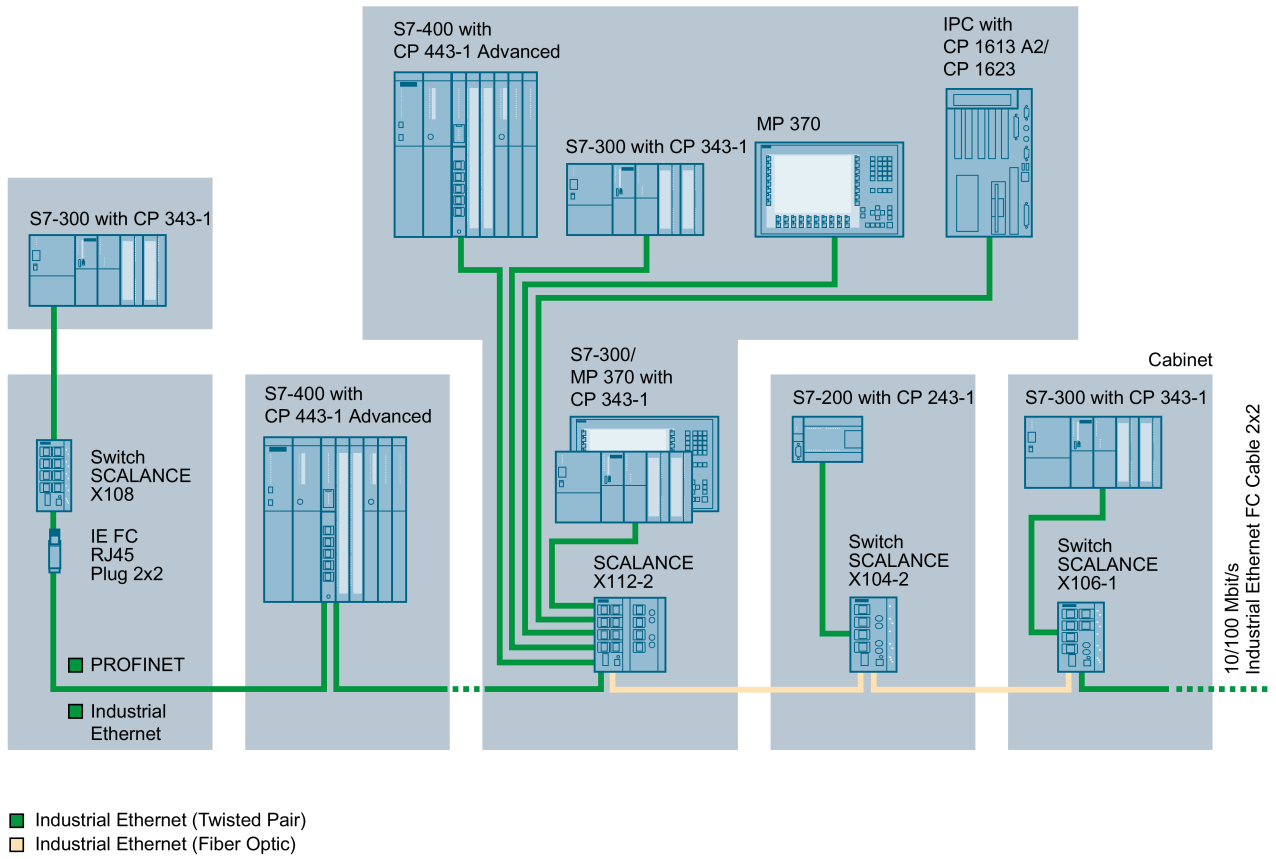 S7-400 with
CP 443-1 Advanced
IPC with
CP 1613 A2/
CP 1623
MP 370
S7-300 with CP 343-1
S7-300 with CP 343-1
S7-300/
MP 370 with
CP 343-1
Cabinet
S7-400 with
CP 443-1 Advanced
S7-200 with CP 243-1
S7-300 with CP 343-1
Switch
SCALANCE
X108
IE FC
RJ45
Plug 2x2
SCALANCE
X112-2
Switch
SCALANCE
X104-2
Switch
SCALANCE
X106-1
10/100 Mbit/s
Industrial Ethernet FC Cable 2x2
PROFINET
Industrial
Ethernet
Industrial Ethernet (Twisted Pair)
Industrial Ethernet (Fiber Optic)